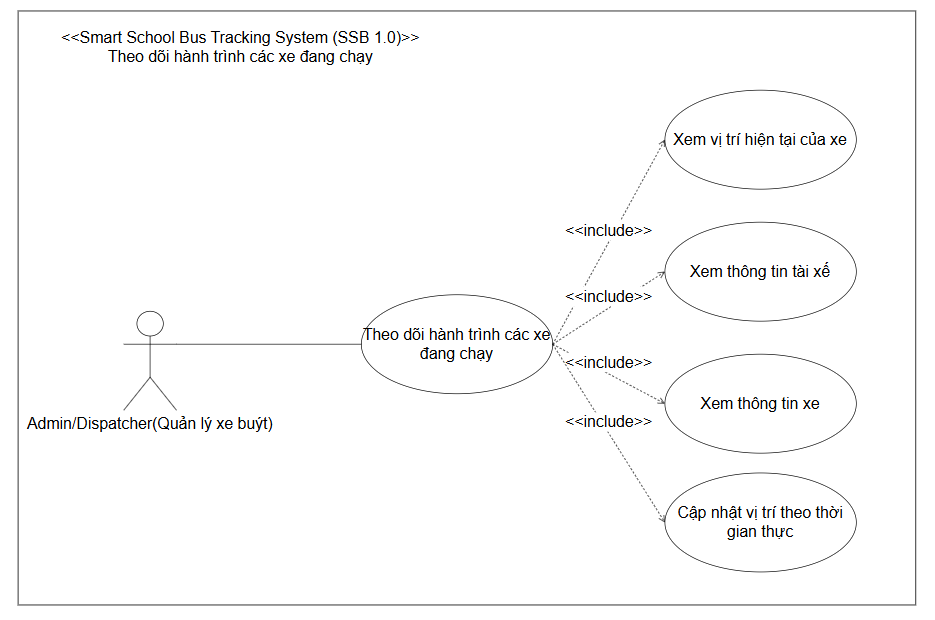 <<Smart School Bus Tracking System (SSB 1.0)>>
Theo dõi hành trình các xe đang chạy
Xem vị trí hiện tại của xe
<<include>>
Xem thông tin tài xế
<<include>>
Theo dõi hành trình các xe
đang chạy
<<include>>
Xem thông tin xe
Admin/Dispatcher(Quản lý xe buýt)
<<include>>
Cập nhật vị trí theo thời
gian thực